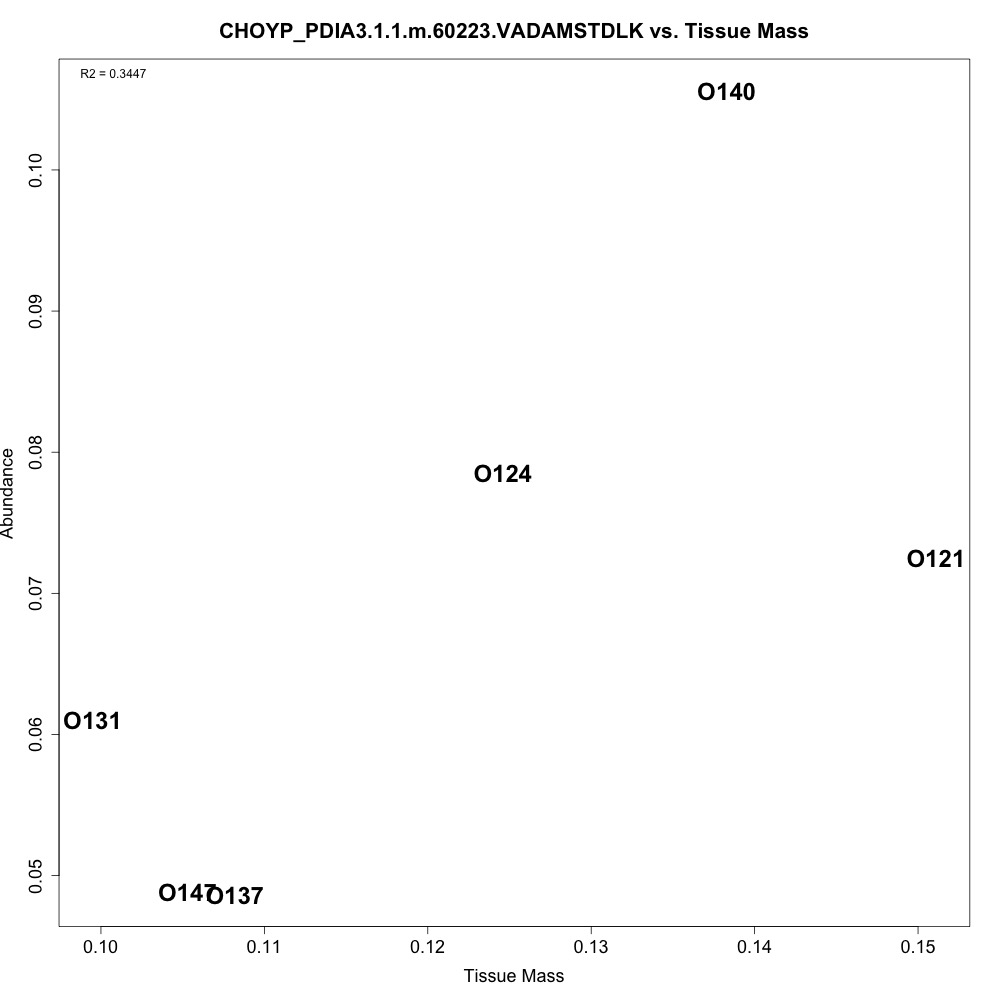 CHOYP_PDIA3.1.1.m.60223.VADAMSTDLK vs. Tissue Mass
R2 = 0.3447
O140
0.10
0.09
0.08
O124
Abundance
O121
0.07
O131
0.06
0.05
O147
O137
0.10 0.11 0.12 0.13 0.14 0.15
Tissue Mass